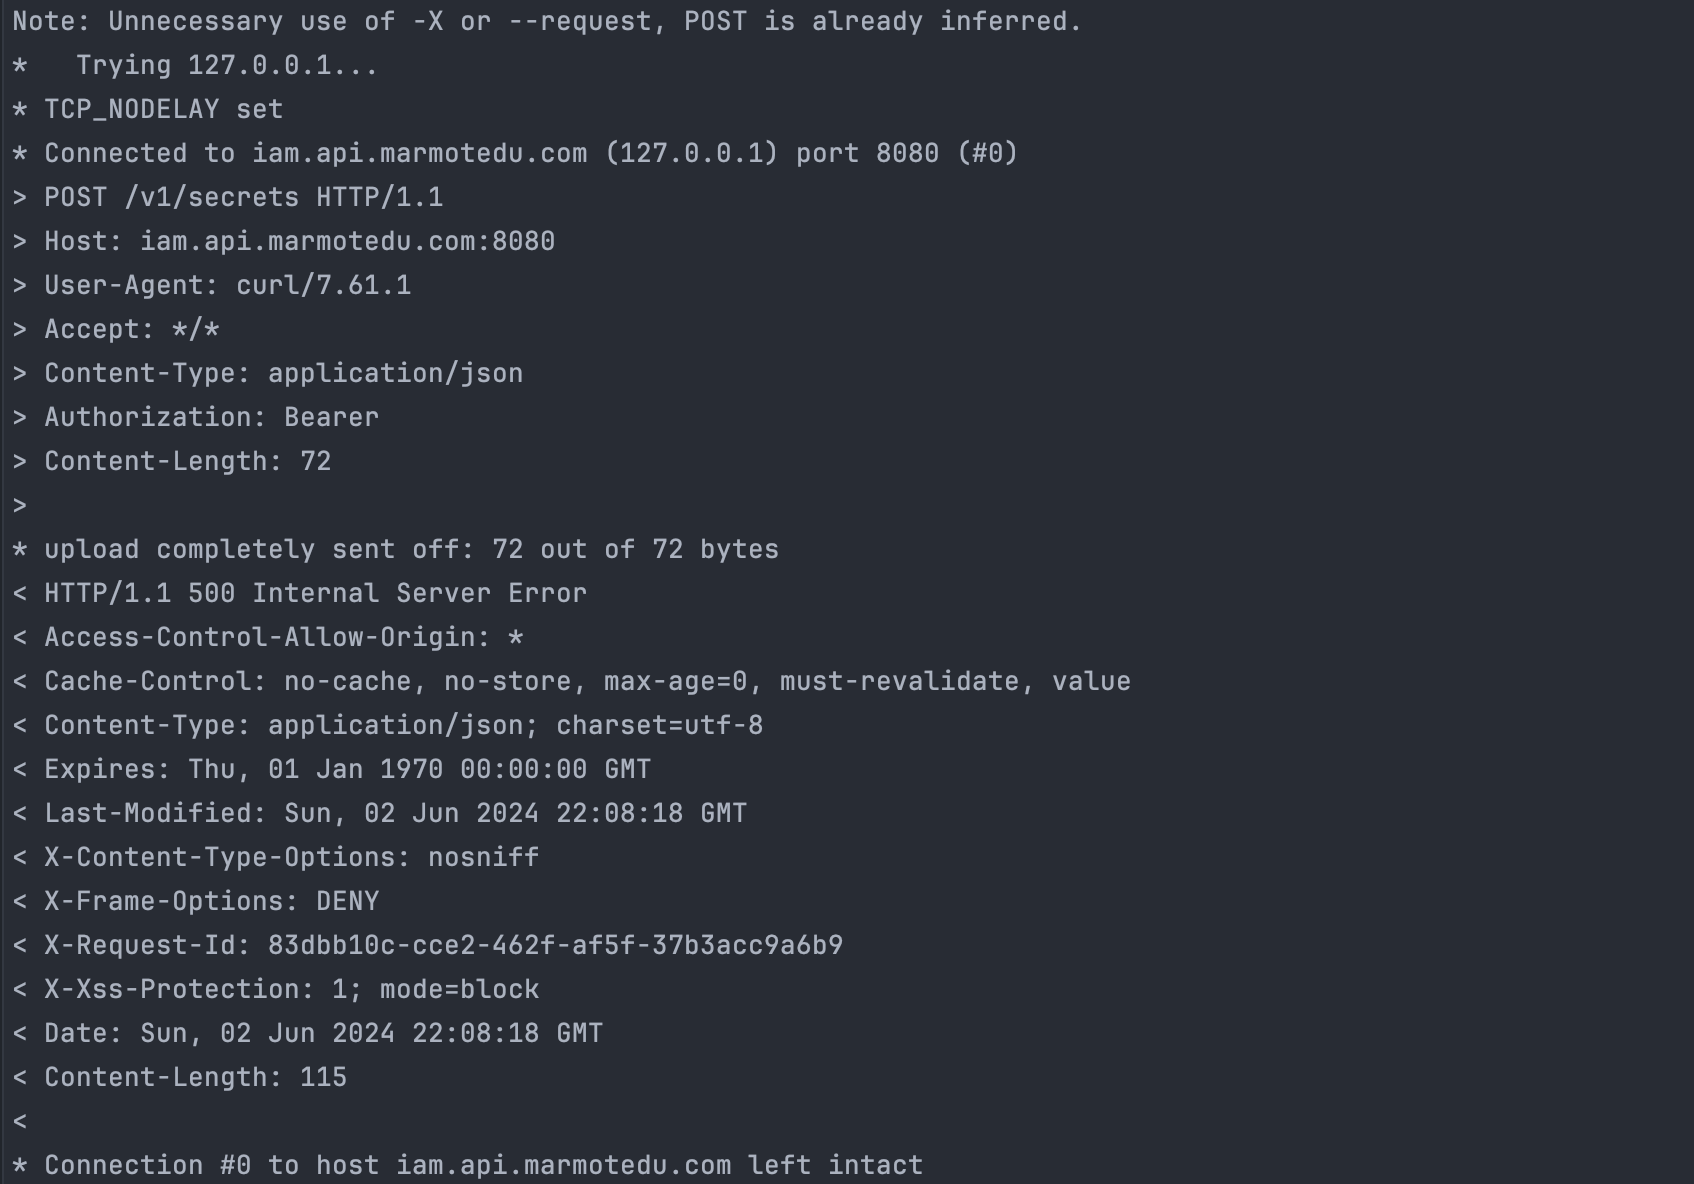 Note: Unnecessary use of -X or --request, POST is already inferred.
*   Trying 127.0.0.1...
* TCP_NODELAY set
* Connected to iam.api.marmotedu.com (127.0.0.1) port 8080 (#0)
> POST /v1/secrets HTTP/1.1
> Host: iam.api.marmotedu.com:8080
> User-Agent: curl/7.61.1
> Accept: */*
> Content-Type: application/json
> Authorization: Bearer
> Content-Length: 72
>
* upload completely sent off: 72 out of 72 bytes
< HTTP/1.1 500 Internal Server Error
< Access-Control-Allow-Origin: *
< Cache-Control: no-cache, no-store, max-age=0, must-revalidate, value
< Content-Type: application/json; charset=utf-8
< Expires: Thu, 01 Jan 1970 00:00:00 GMT
< Last-Modified: Sun, 02 Jun 2024 22:08:18 GMT
< X-Content-Type-Options: nosniff
< X-Frame-Options: DENY
< X-Request-Id: 83dbb10c-cce2-462f-af5f-37b3acc9a6b9
< X-Xss-Protection: 1; mode=block
< Date: Sun, 02 Jun 2024 22:08:18 GMT
< Content-Length: 115
<
* Connection #0 to host iam.api.marmotedu.com left intact